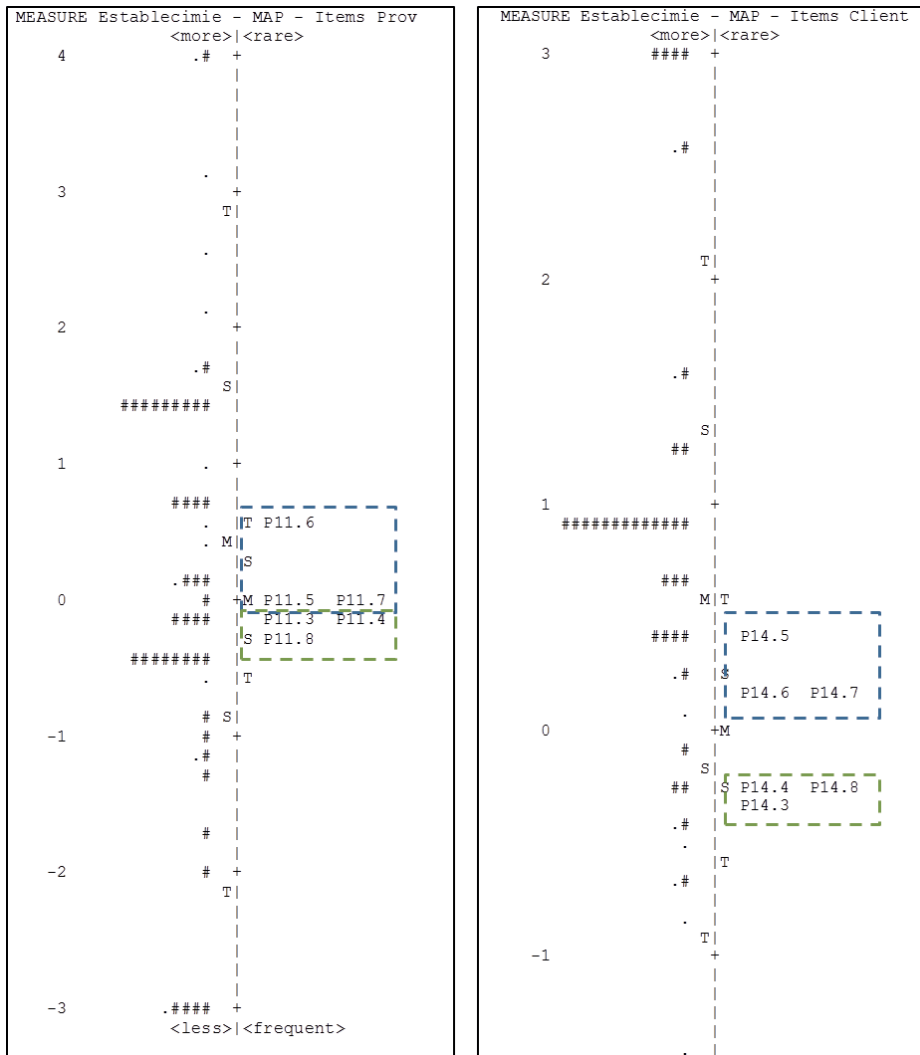 MEASURE Establecimie - MAP - Items Prov
<more>|<rare>
4 .# +
|
|
|
|
|
|
|
. |
3 +
T|
|
|
. |
|
|
|
. |
2 +
|
|
.# |
S|
######### |
|
|
1 . +
|
|
#### |
. |T P11.6
. M|
|S
.### |
0 # +M P11.5 P11.7
#### | P11.3 P11.4
|S P11.8
######## |
. |T
|
# S|
-1 # +
.# |
# |
|
|
# |
|
-2 # +
T|
|
|
|
|
|
|
-3 .#### +
<less>|<frequent>
MEASURE Establecimie - MAP - Items Client
<more>|<rare>
3 #### +
|
|
|
|
.# |
|
|
|
|
|
T|
2 +
|
|
|
|
.# |
|
|
S|
## |
|
|
1 +
############# |
|
|
### |
M|T
|
#### | P14.5
|
.# |S
| P14.6 P14.7
. |
0 +M
# |
S|
## |S P14.4 P14.8
| P14.3
.# |
. |
|T
.# |
|
. |
T|
-1 +
|
|
|
|
. |